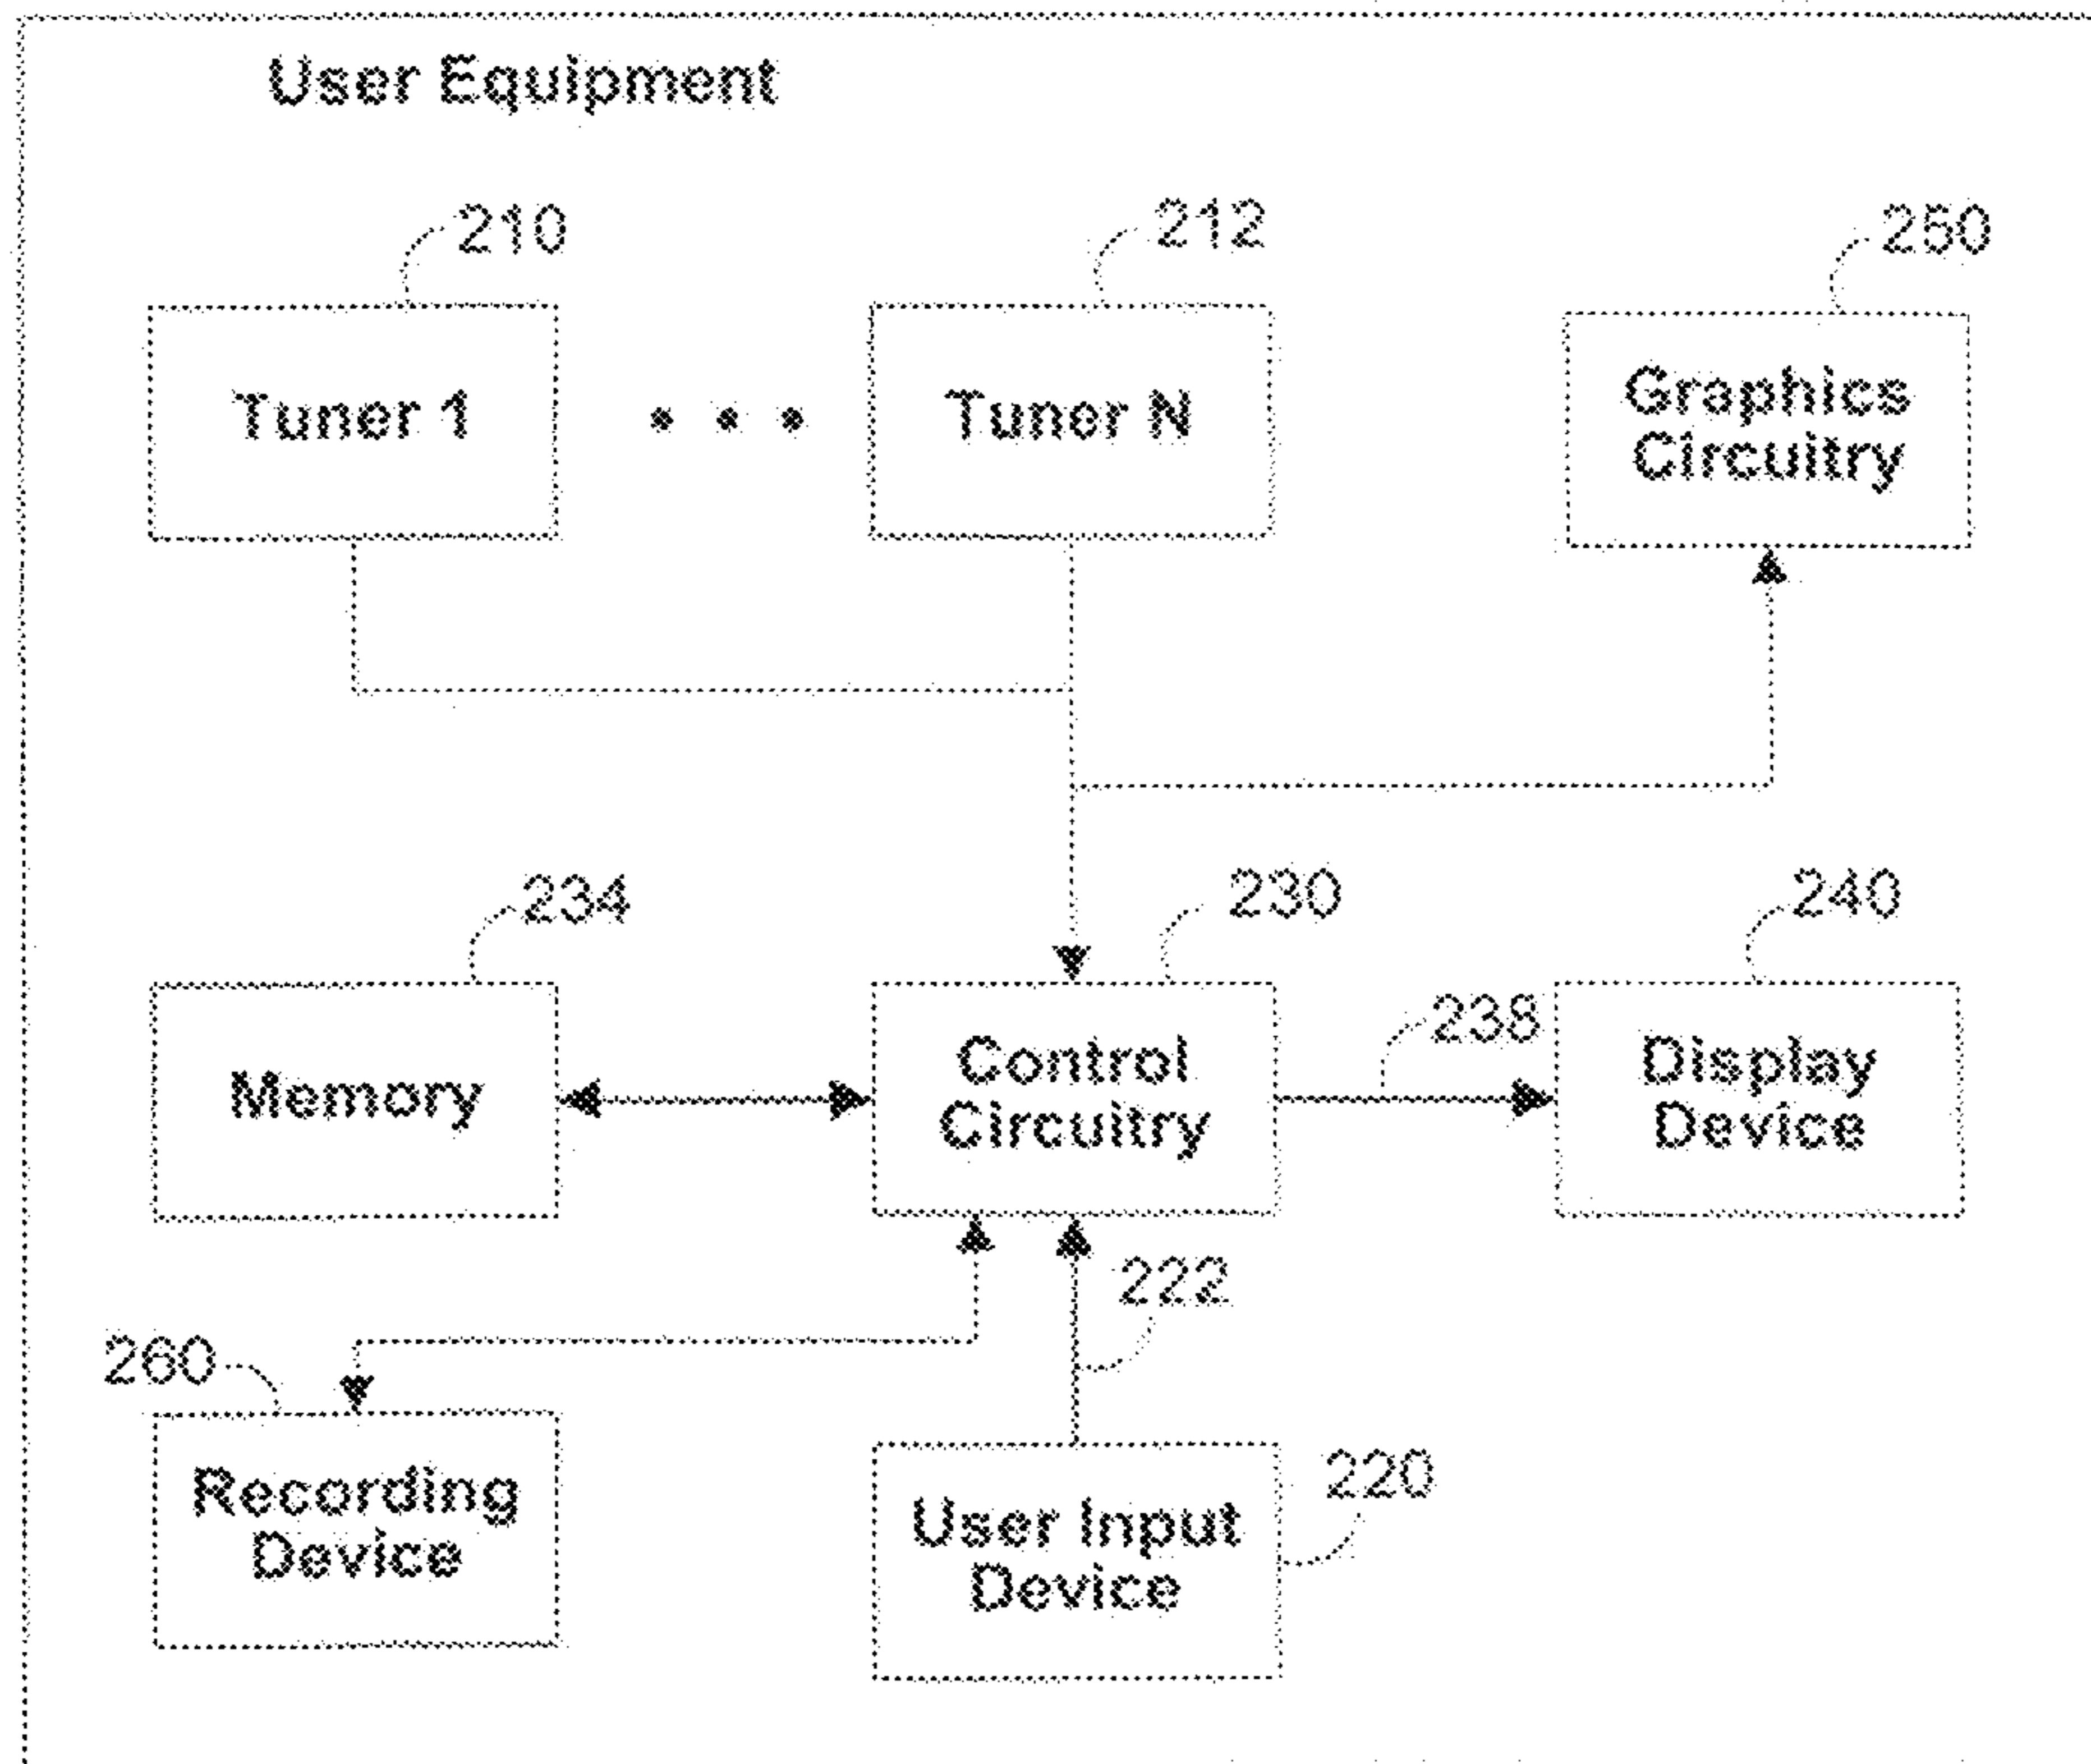 User Equipment
210
212
250
Tuner 1
• • •
Tuner N
Graphics
Circuitry
234
230
240
238
Memory
Control
Circuitry
Display
Device
222
260
220
Recording
Device
User Input
Device